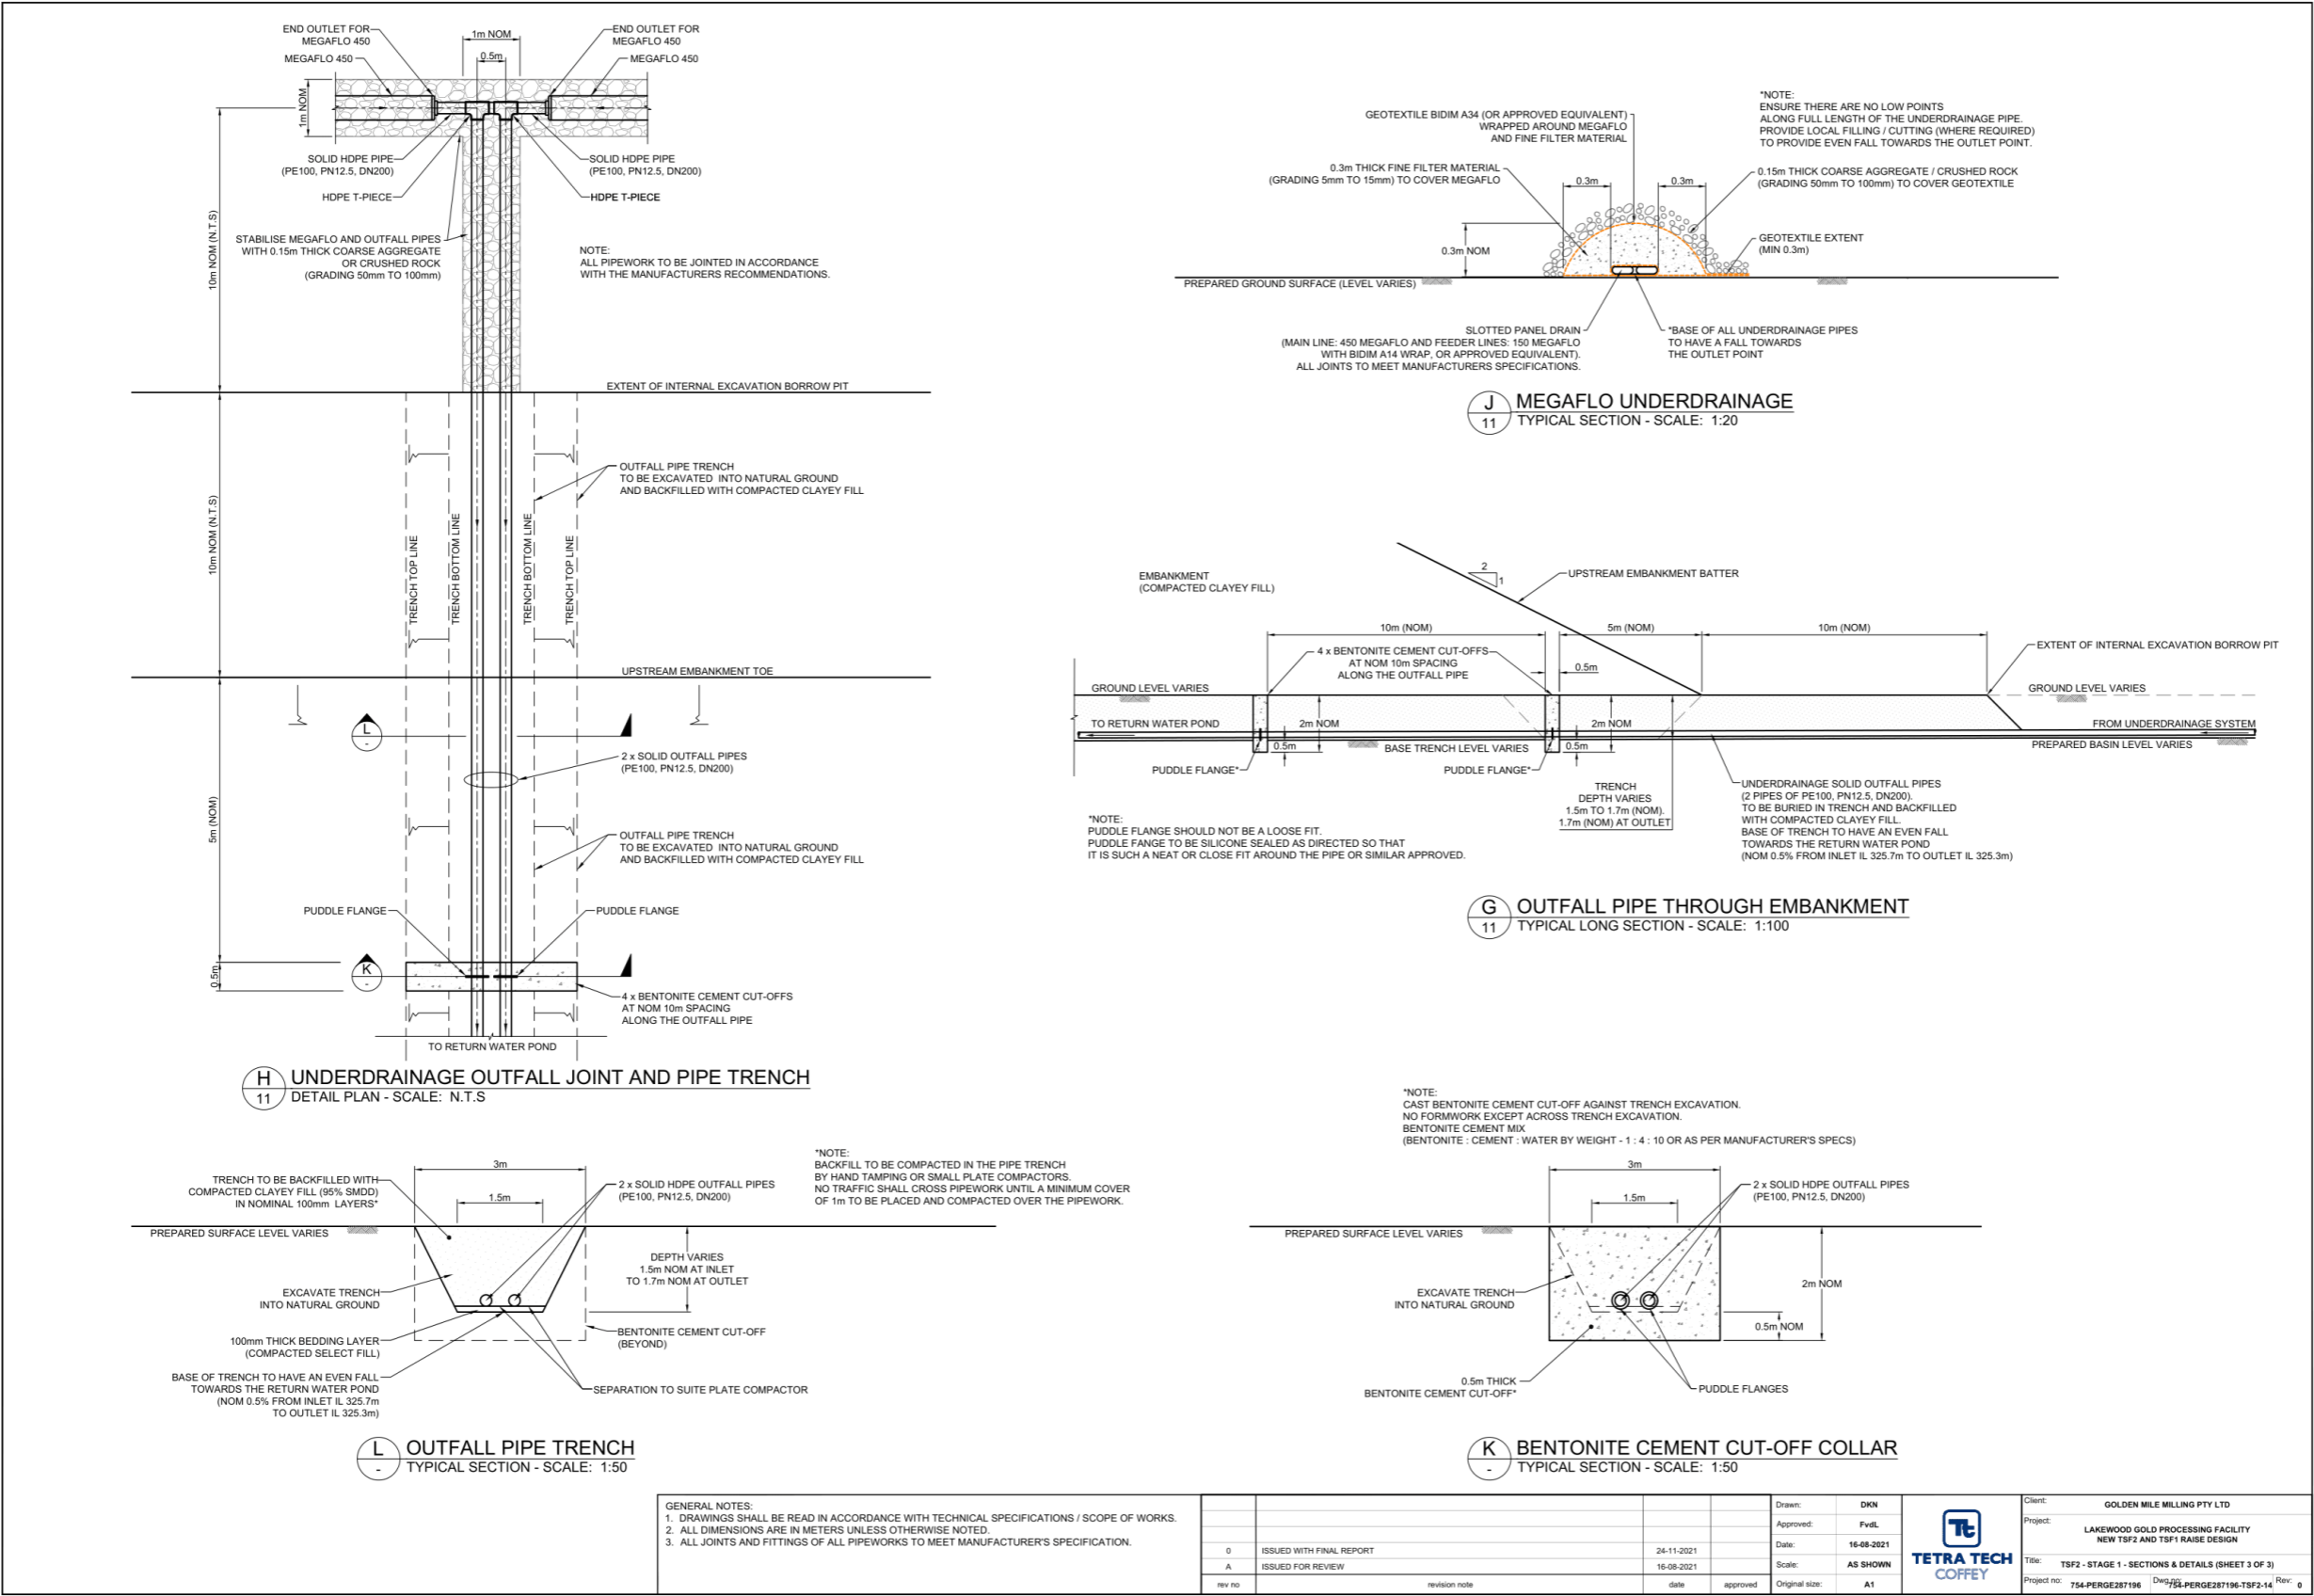 END OUTLET FOR
MEGAFLO 450
MEGAFLO 450
1m NOM
0.5m
END OUTLET FOR
MEGAFLO 450
MEGAFLO 450
1m NOM
SOLID HDPE PIPE
(PE100, PN12.5, DN200)
HDPE T-PIECE
SOLID HDPE PIPE
(PE100, PN12.5, DN200)
HDPE T-PIECE
10m NOM (N.T.S)
STABILISE MEGAFLO AND OUTFALL PIPES
WITH 0.15m THICK COARSE AGGREGATE
OR CRUSHED ROCK
(GRADING 50mm TO 100mm)
NOTE:
ALL PIPEWORK TO BE JOINTED IN ACCORDANCE
WITH THE MANUFACTURERS RECOMMENDATIONS.
EXTENT OF INTERNAL EXCAVATION BORROW PIT
OUTFALL PIPE TRENCH
TO BE EXCAVATED INTO NATURAL GROUND
AND BACKFILLED WITH COMPACTED CLAYEY FILL
10m NOM (N.T.S)
TRENCH TOP LINE
TRENCH BOTTOM LINE
TRENCH BOTTOM LINE
TRENCH TOP LINE
UPSTREAM EMBANKMENT TOE
L
-
2 x SOLID OUTFALL PIPES
(PE100, PN12.5, DN200)
5m (NOM)
OUTFALL PIPE TRENCH
TO BE EXCAVATED INTO NATURAL GROUND
AND BACKFILLED WITH COMPACTED CLAYEY FILL
PUDDLE FLANGE
PUDDLE FLANGE
K
-
0.5m
4 x BENTONITE CEMENT CUT-OFFS
AT NOM 10m SPACING
ALONG THE OUTFALL PIPE
TO RETURN WATER POND
H
11
UNDERDRAINAGE OUTFALL JOINT AND PIPE TRENCH
DETAIL PLAN - SCALE: N.T.S
GEOTEXTILE BIDIM A34 (OR APPROVED EQUIVALENT)
WRAPPED AROUND MEGAFLO
AND FINE FILTER MATERIAL
0.3m THICK FINE FILTER MATERIAL
(GRADING 5mm TO 15mm) TO COVER MEGAFLO
*NOTE:
ENSURE THERE ARE NO LOW POINTS
ALONG FULL LENGTH OF THE UNDERDRAINAGE PIPE.
PROVIDE LOCAL FILLING / CUTTING (WHERE REQUIRED)
TO PROVIDE EVEN FALL TOWARDS THE OUTLET POINT.
0.15m THICK COARSE AGGREGATE / CRUSHED ROCK
(GRADING 50mm TO 100mm) TO COVER GEOTEXTILE
0.3m
0.3m
0.3m NOM
GEOTEXTILE EXTENT
(MIN 0.3m)
PREPARED GROUND SURFACE (LEVEL VARIES)
SLOTTED PANEL DRAIN
(MAIN LINE: 450 MEGAFLO AND FEEDER LINES: 150 MEGAFLO
WITH BIDIM A14 WRAP, OR APPROVED EQUIVALENT).
ALL JOINTS TO MEET MANUFACTURERS SPECIFICATIONS.
*BASE OF ALL UNDERDRAINAGE PIPES
TO HAVE A FALL TOWARDS
THE OUTLET POINT
J
11
MEGAFLO UNDERDRAINAGE
TYPICAL SECTION - SCALE: 1:20
EMBANKMENT
(COMPACTED CLAYEY FILL)
2
1
UPSTREAM EMBANKMENT BATTER
10m (NOM)
5m (NOM)
10m (NOM)
4 x BENTONITE CEMENT CUT-OFFS
AT NOM 10m SPACING
ALONG THE OUTFALL PIPE
0.5m
EXTENT OF INTERNAL EXCAVATION BORROW PIT
GROUND LEVEL VARIES
GROUND LEVEL VARIES
TO RETURN WATER POND
2m NOM
2m NOM
FROM UNDERDRAINAGE SYSTEM
0.5m
BASE TRENCH LEVEL VARIES
0.5m
PREPARED BASIN LEVEL VARIES
PUDDLE FLANGE*
PUDDLE FLANGE*
TRENCH
DEPTH VARIES
1.5m TO 1.7m (NOM).
1.7m (NOM) AT OUTLET
UNDERDRAINAGE SOLID OUTFALL PIPES
(2 PIPES OF PE100, PN12.5, DN200).
TO BE BURIED IN TRENCH AND BACKFILLED
WITH COMPACTED CLAYEY FILL.
BASE OF TRENCH TO HAVE AN EVEN FALL
TOWARDS THE RETURN WATER POND
(NOM 0.5% FROM INLET IL 325.7m TO OUTLET IL 325.3m)
*NOTE:
PUDDLE FLANGE SHOULD NOT BE A LOOSE FIT.
PUDDLE FANGE TO BE SILICONE SEALED AS DIRECTED SO THAT
IT IS SUCH A NEAT OR CLOSE FIT AROUND THE PIPE OR SIMILAR APPROVED.
G
11
OUTFALL PIPE THROUGH EMBANKMENT
TYPICAL LONG SECTION - SCALE: 1:100
TRENCH TO BE BACKFILLED WITH
COMPACTED CLAYEY FILL (95% SMDD)
IN NOMINAL 100mm LAYERS*
3m
1.5m
2 x SOLID HDPE OUTFALL PIPES
(PE100, PN12.5, DN200)
*NOTE:
BACKFILL TO BE COMPACTED IN THE PIPE TRENCH
BY HAND TAMPING OR SMALL PLATE COMPACTORS.
NO TRAFFIC SHALL CROSS PIPEWORK UNTIL A MINIMUM COVER
OF 1m TO BE PLACED AND COMPACTED OVER THE PIPEWORK.
PREPARED SURFACE LEVEL VARIES
DEPTH VARIES
1.5m NOM AT INLET
TO 1.7m NOM AT OUTLET
EXCAVATE TRENCH
INTO NATURAL GROUND
100mm THICK BEDDING LAYER
(COMPACTED SELECT FILL)
BENTONITE CEMENT CUT-OFF
(BEYOND)
BASE OF TRENCH TO HAVE AN EVEN FALL
TOWARDS THE RETURN WATER POND
(NOM 0.5% FROM INLET IL 325.7m
TO OUTLET IL 325.3m)
SEPARATION TO SUITE PLATE COMPACTOR
L
-
OUTFALL PIPE TRENCH
TYPICAL SECTION - SCALE: 1:50
*NOTE:
CAST BENTONITE CEMENT CUT-OFF AGAINST TRENCH EXCAVATION.
NO FORMWORK EXCEPT ACROSS TRENCH EXCAVATION.
BENTONITE CEMENT MIX
(BENTONITE : CEMENT : WATER BY WEIGHT - 1 : 4 : 10 OR AS PER MANUFACTURER'S SPECS)
3m
1.5m
2 x SOLID HDPE OUTFALL PIPES
(PE100, PN12.5, DN200)
PREPARED SURFACE LEVEL VARIES
EXCAVATE TRENCH
INTO NATURAL GROUND
2m NOM
0.5m NOM
0.5m THICK
BENTONITE CEMENT CUT-OFF*
PUDDLE FLANGES
K
-
BENTONITE CEMENT CUT-OFF COLLAR
TYPICAL SECTION - SCALE: 1:50
GENERAL NOTES:
1. DRAWINGS SHALL BE READ IN ACCORDANCE WITH TECHNICAL SPECIFICATIONS / SCOPE OF WORKS.
2. ALL DIMENSIONS ARE IN METERS UNLESS OTHERWISE NOTED.
3. ALL JOINTS AND FITTINGS OF ALL PIPEWORKS TO MEET MANUFACTURER'S SPECIFICATION.
0 ISSUED WITH FINAL REPORT 24-11-2021
A ISSUED FOR REVIEW 16-08-2021
rev no revision note date approved
Drawn: DKN
Approved: FvdL
Date: 16-08-2021
Scale: AS SHOWN
Original size: A1
Tt
TETRA TECH
COFFEY
Client: GOLDEN MILE MILLING PTY LTD
Project: LAKEWOOD GOLD PROCESSING FACILITY
NEW TSF2 AND TSF1 RAISE DESIGN
Title: TSF2 - STAGE 1 - SECTIONS & DETAILS (SHEET 3 OF 3)
Project no: 754-PERGE287196 Dwg no: 754-PERGE287196-TSF2-14 Rev: 0